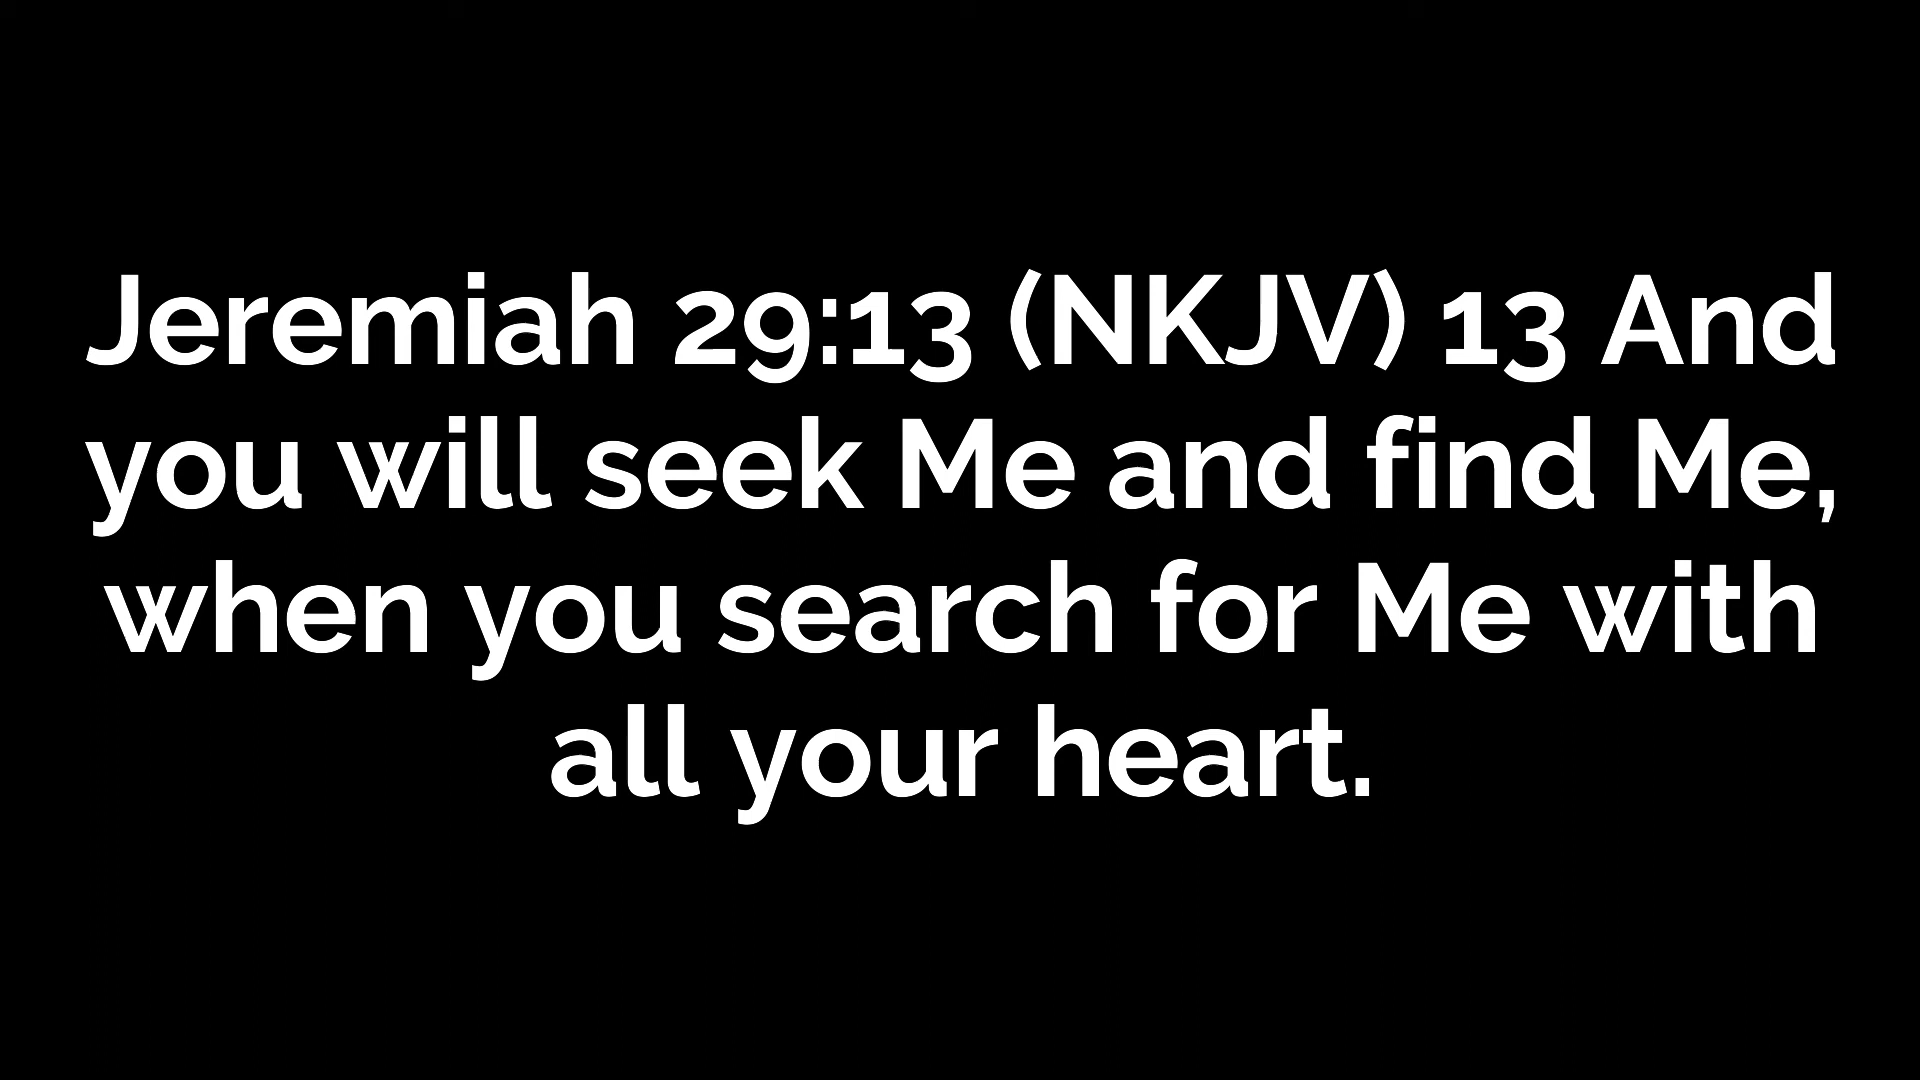 Jeremiah 29:13 (NKJV) 13 And
you will seek Me and find Me,
when you search for Me with
all your heart.